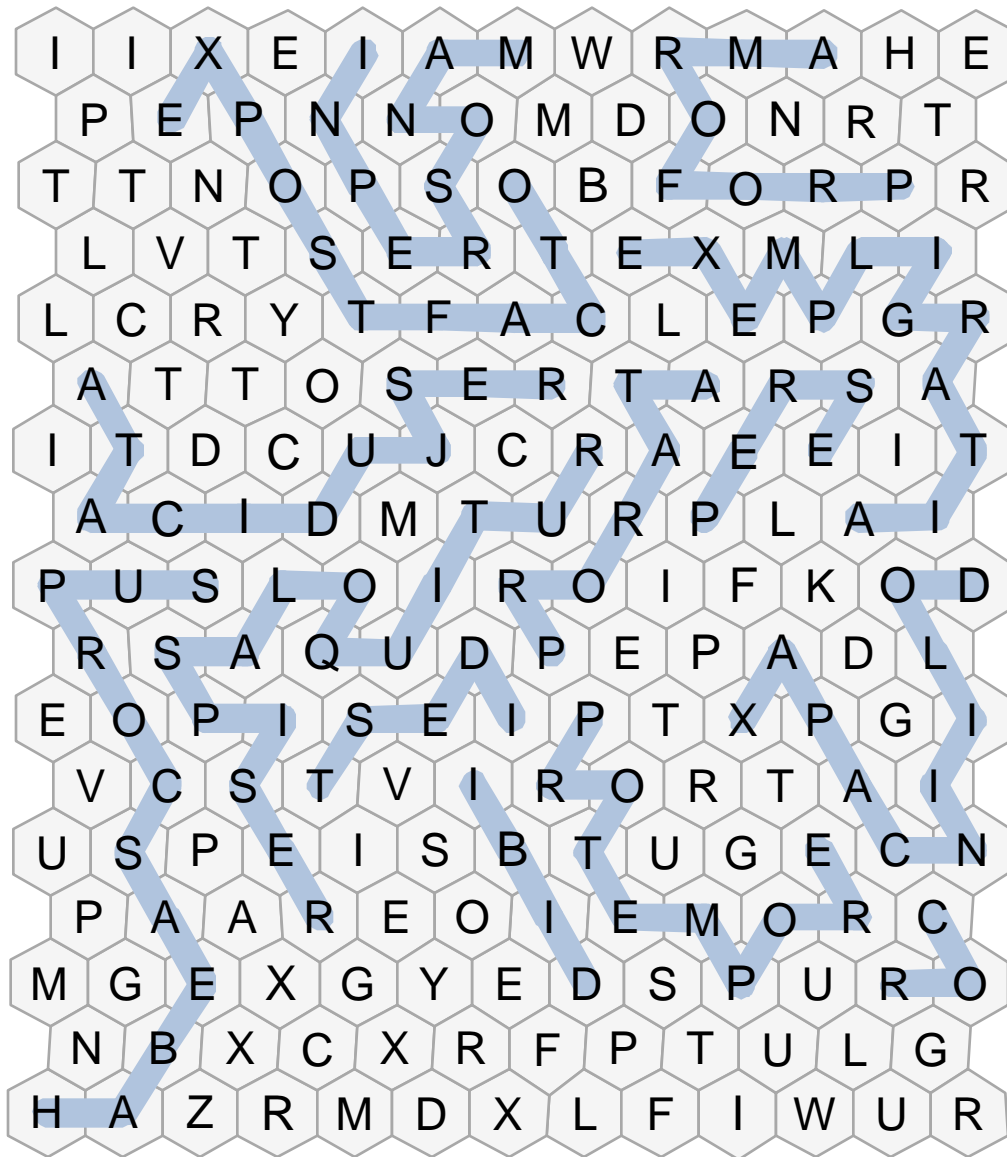 I I X E I A M W R M A H E
P E P N N O M D O N R T
T T N O P S O B F O R P R
L V T S E R T E X M L I
L C R Y T F A C L E P G R
A T T O S E R T A R S A
I T D C U J C R A E E I T
A C I D M T U R P L A I
P U S L O I R O I F K O D
R S A Q U D P E P A D L
E O P I S E I P T X P G I
V C S T V I R O R T A I
U S P E I S B T U G E C N
P A A R E O I E M O R C
M G E X G Y E D S P U R O
N B X C X R F P T U L G
H A Z R M D X L F I W U R